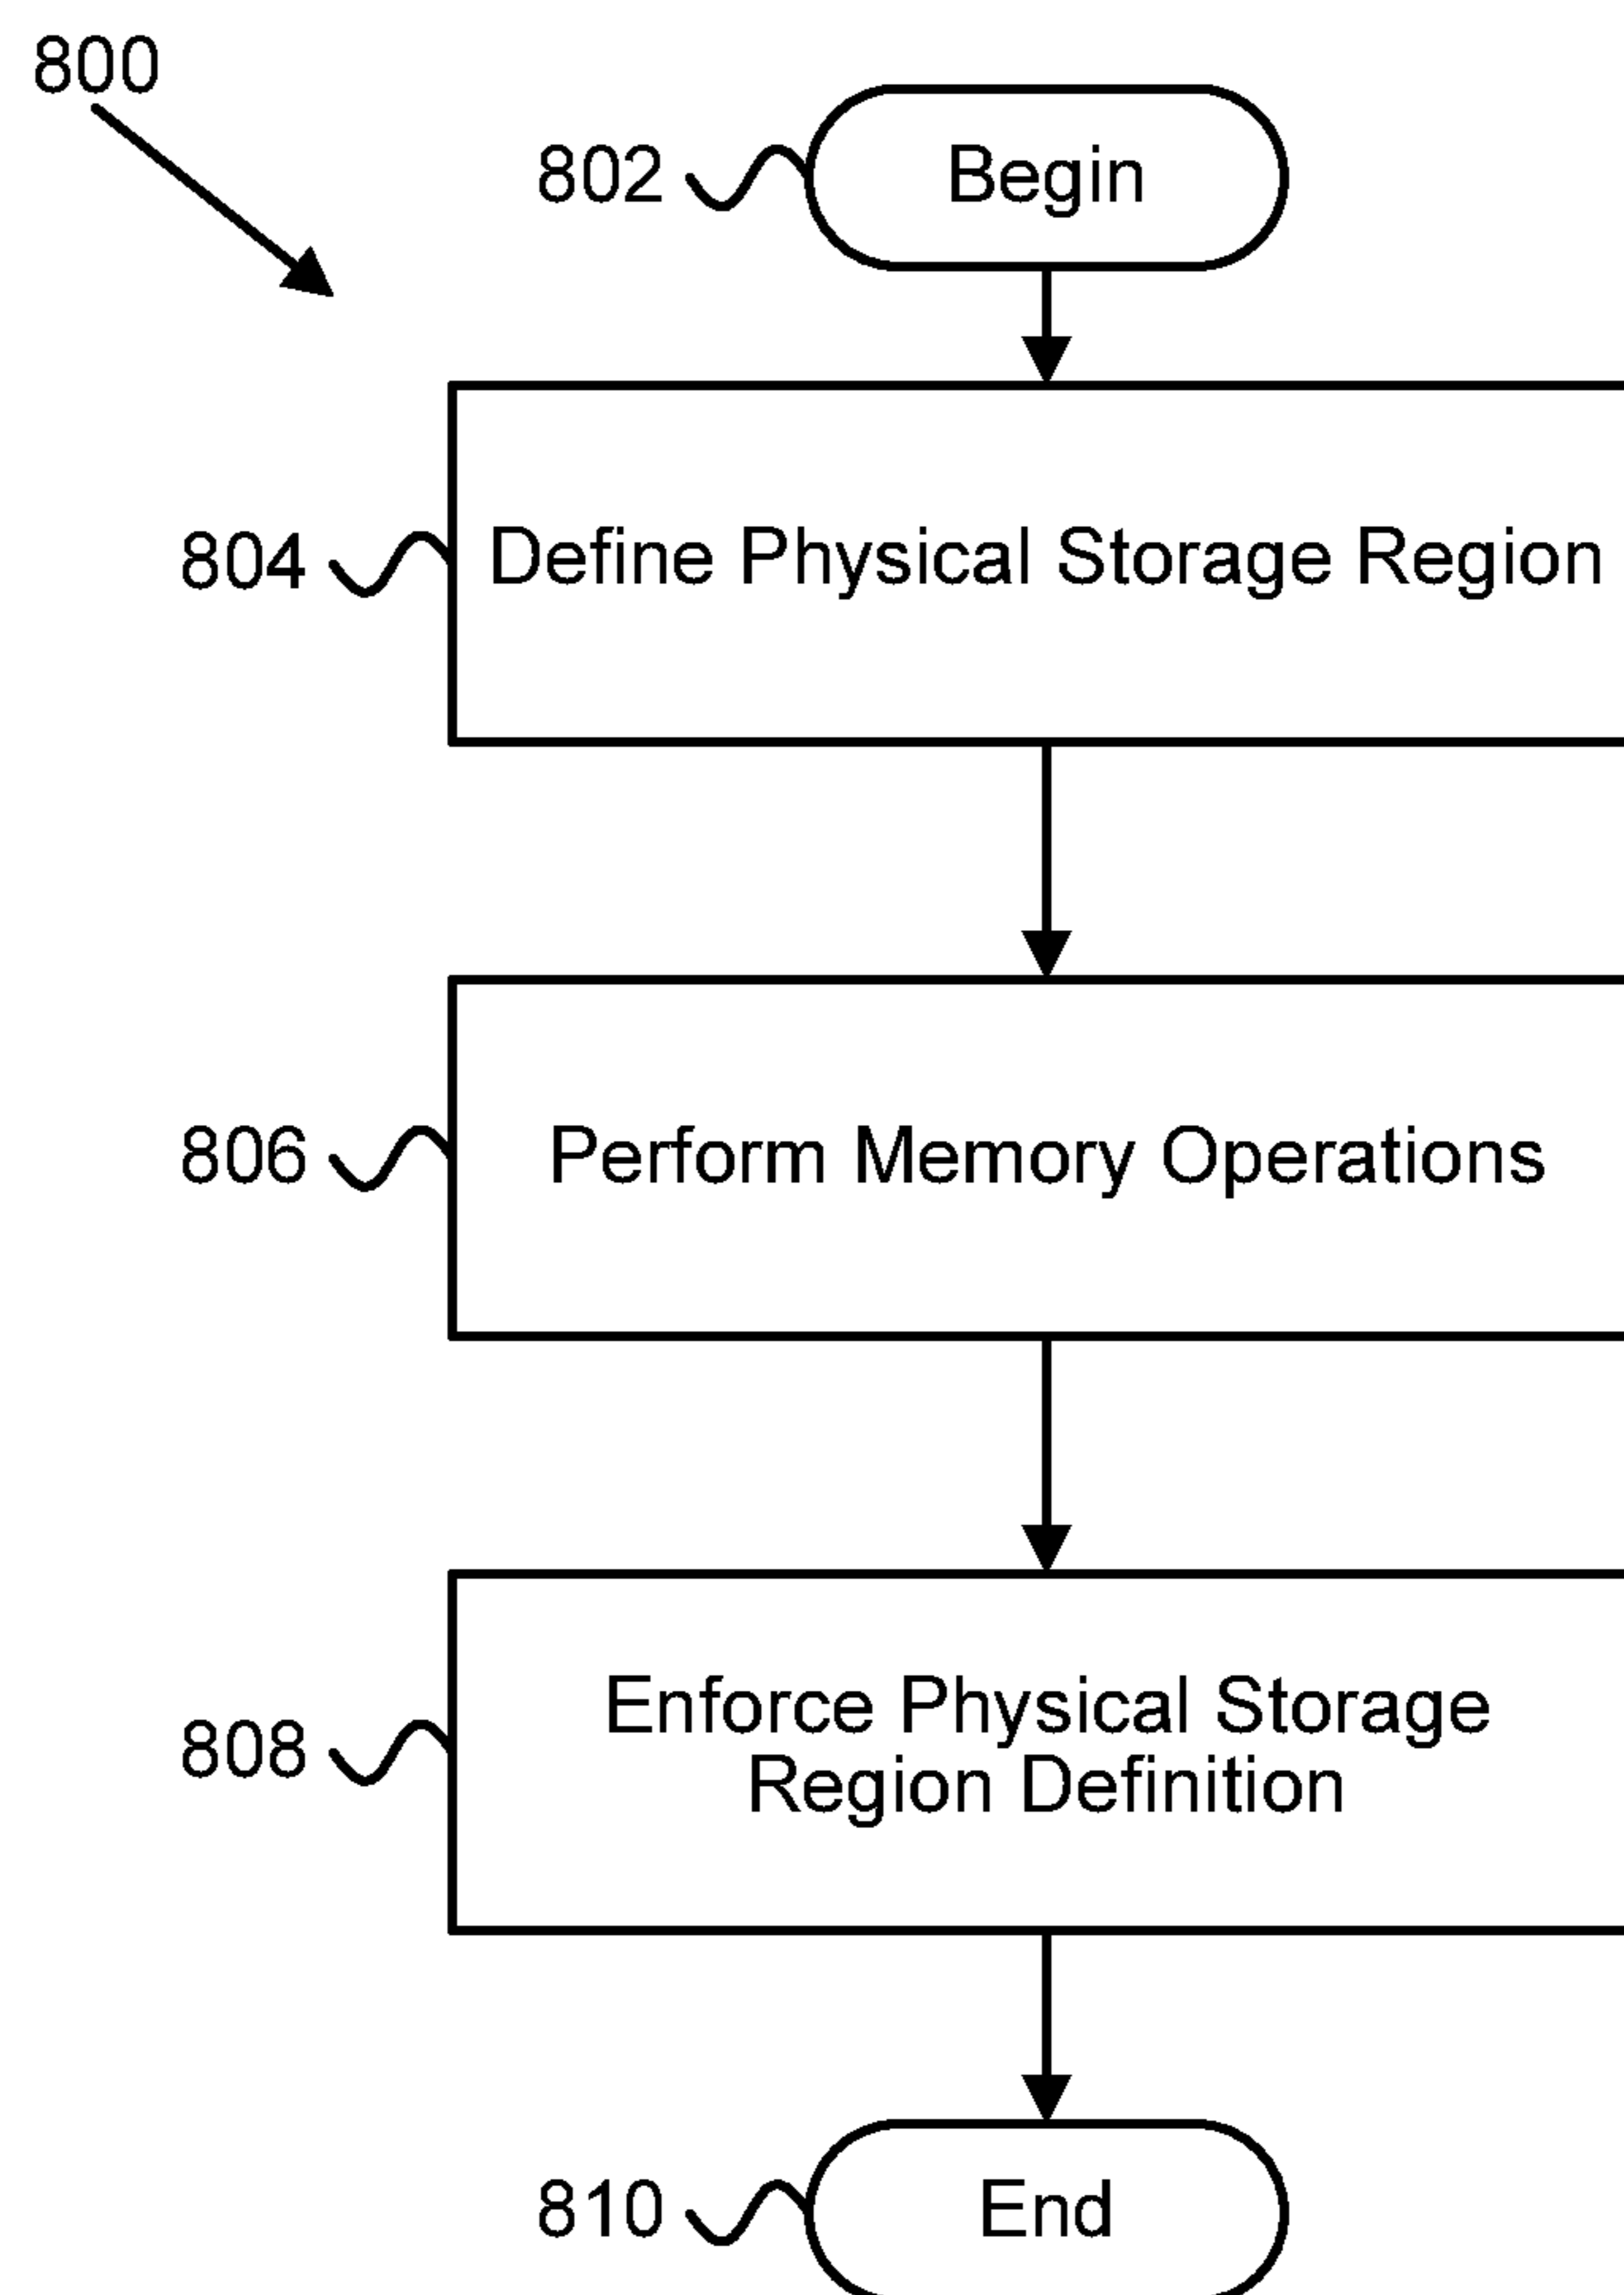 800
802
Begin
804
Define Physical Storage Region
806
Perform Memory Operations
808
Enforce Physical Storage
Region Definition
810
End